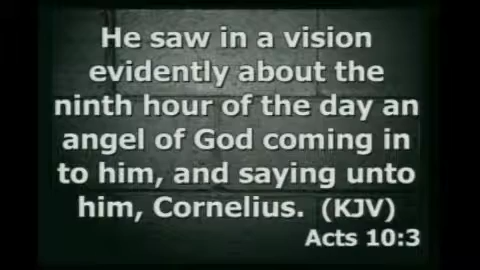 He saw in a vision
evidently about the
ninth hour of the day an
angel of God coming in
to him, and saying unto
him, Cornelius. (KJV)
Acts 10:3